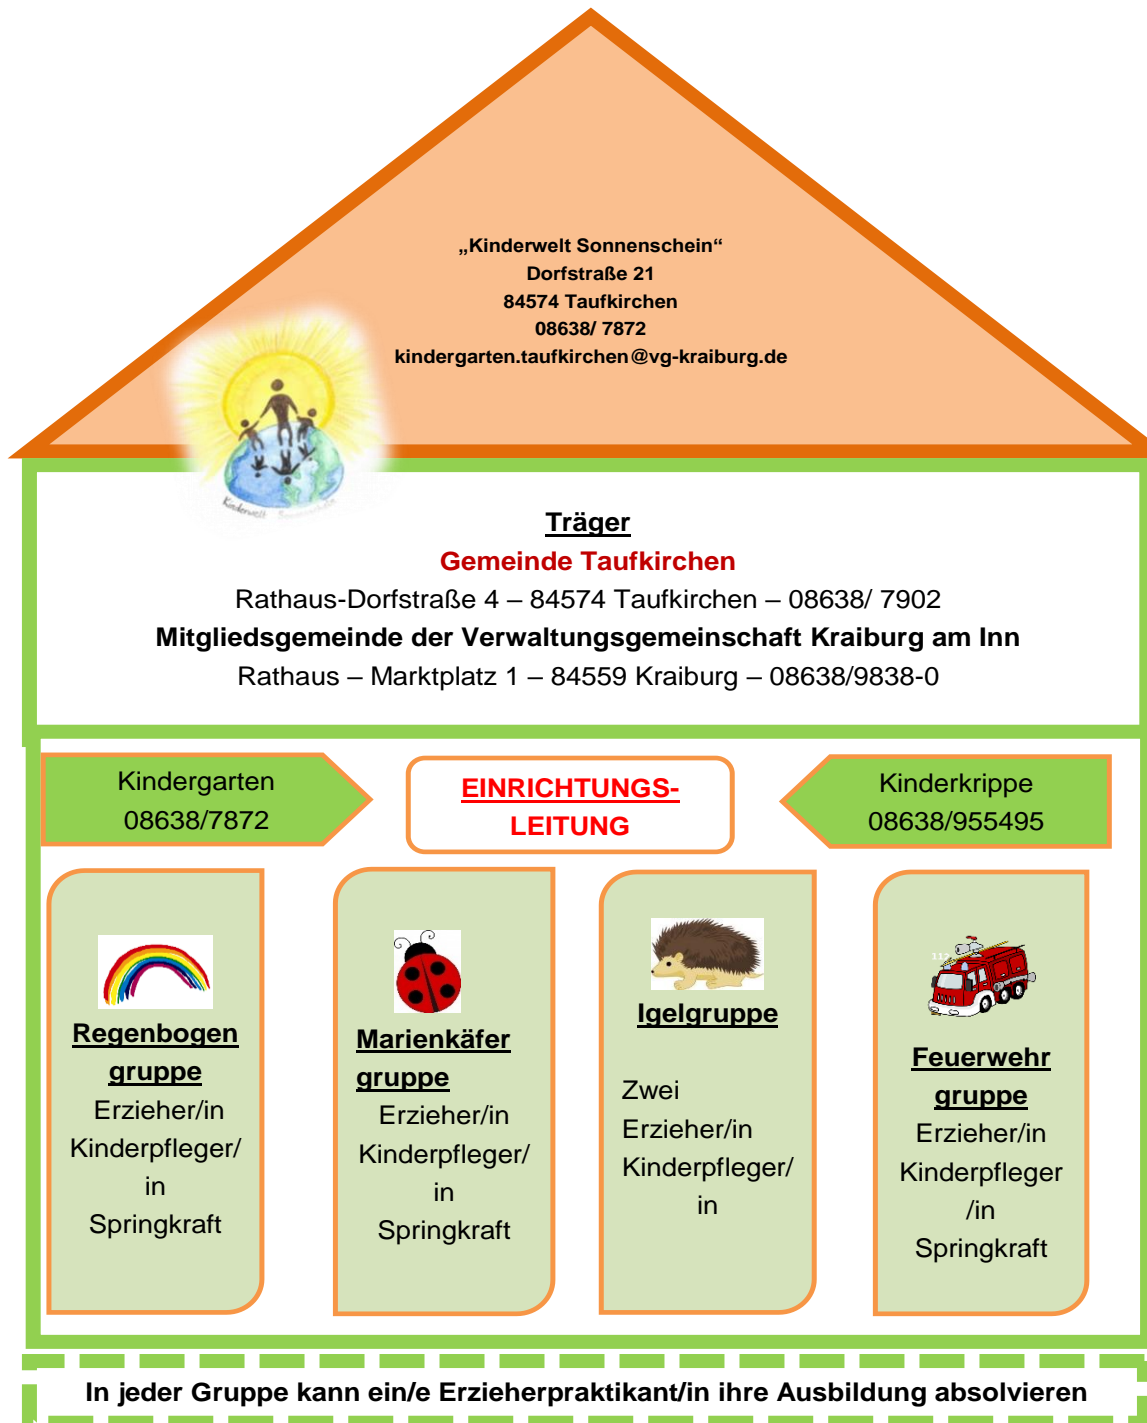 „Kinderwelt Sonnenschein“
Dorfstraße 21
84574 Taufkirchen
08638/ 7872
kindergarten.taufkirchen@vg-kraiburg.de
Kinderwelt Sonnenschein
Träger
Gemeinde Taufkirchen
Rathaus-Dorfstraße 4 – 84574 Taufkirchen – 08638/ 7902
Mitgliedsgemeinde der Verwaltungsgemeinschaft Kraiburg am Inn
Rathaus – Marktplatz 1 – 84559 Kraiburg – 08638/9838-0
Kindergarten
08638/7872
EINRICHTUNGS-
LEITUNG
Kinderkrippe
08638/955495
Regenbogen
gruppe
Erzieher/in
Kinderpfleger/
in
Springkraft
Marienkäfer
gruppe
Erzieher/in
Kinderpfleger/
in
Springkraft
Igelgruppe
Zwei
Erzieher/in
Kinderpfleger/
in
112
Feuerwehr
gruppe
Erzieher/in
Kinderpfleger
/in
Springkraft
In jeder Gruppe kann ein/e Erzieherpraktikant/in ihre Ausbildung absolvieren